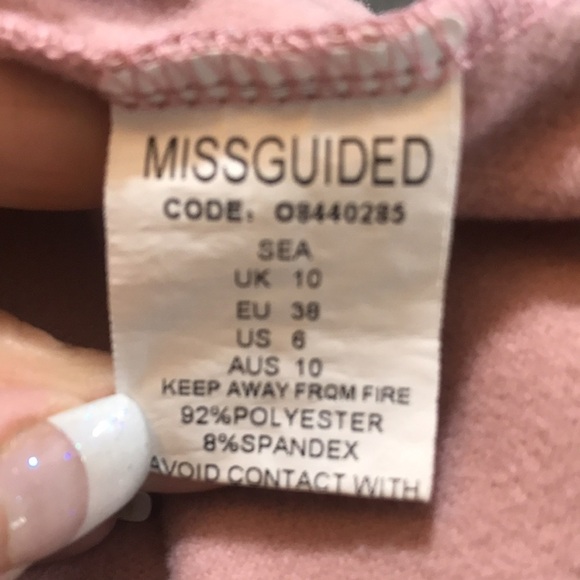 MISSGUIDED
CODE: O8440285
SEA
UK 10
EU 38
US 6
AUS 10
KEEP AWAY FROM FIRE
92%POLYESTER
8%SPANDEX
AVOID CONTACT WITH